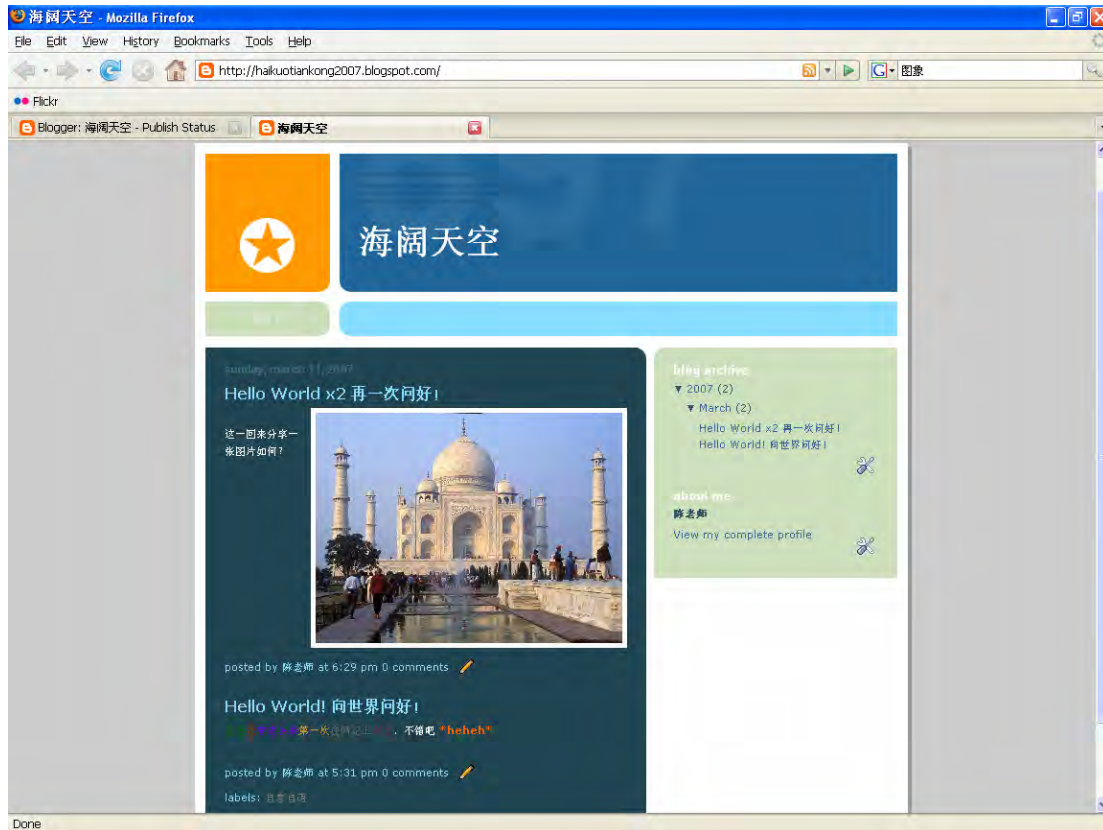 海阔天空 - Mozilla Firefox
File Edit View History Bookmarks Tools Help
http://haikuotiankong2007.blogspot.com/
G
图象
Flickr
Blogger: 海阔天空 - Publish Status
海阔天空
海阔天空
sunday, march 11, 2007
Hello World x2 再一次问好!
这一回来分享一
张图片如何?
posted by 陈老师 at 6:29 pm 0 comments
Hello World! 向世界问好!
第一次 . 不错吧 *heheh*
posted by 陈老师 at 5:31 pm 0 comments
labels:
blog archive
▼ 2007 (2)
▼ March (2)
Hello World x2 再一次问好!
Hello World! 向世界问好!
about me
陈老师
View my complete profile
Done